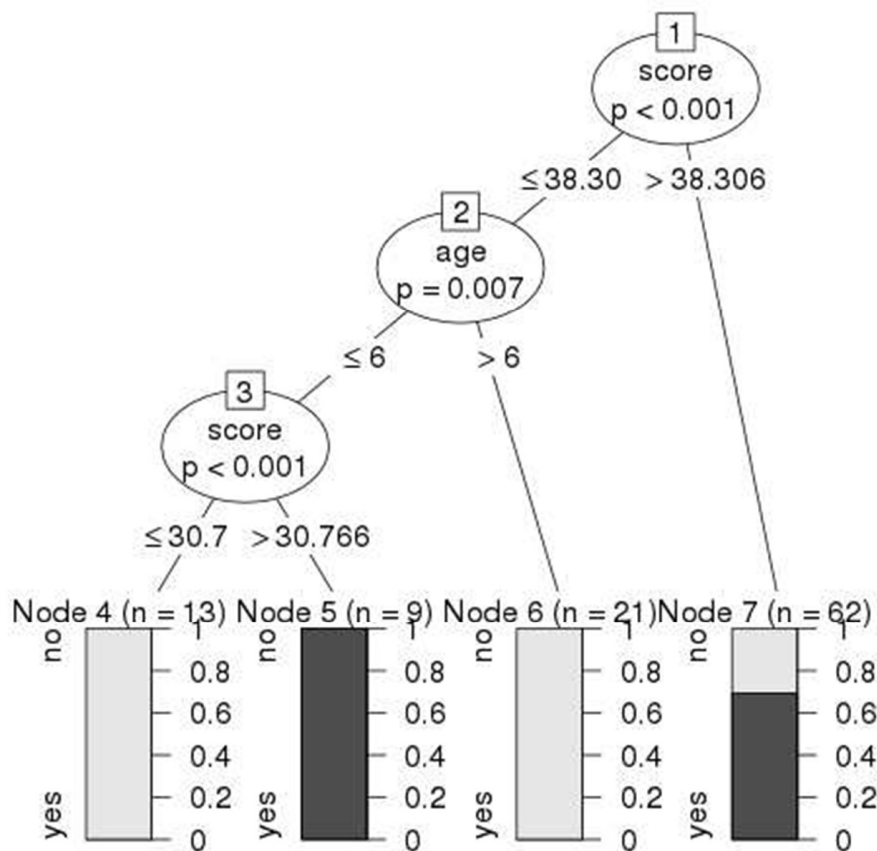 1
score
p < 0.001
≤38.30 >38.306
2
age
p = 0.007
≤ 6 > 6
3
score
p < 0.001
≤30.7 >30.766
Node 4 (n = 13) Node 5 (n = 9) Node 6 (n = 21) Node 7 (n = 62)
no 1 no 1 no 1 no 1
0.8 0.8 0.8 0.8
0.6 0.6 0.6 0.6
0.4 0.4 0.4 0.4
yes 0.2 yes 0.2 yes 0.2 yes 0.2
0 0 0 0